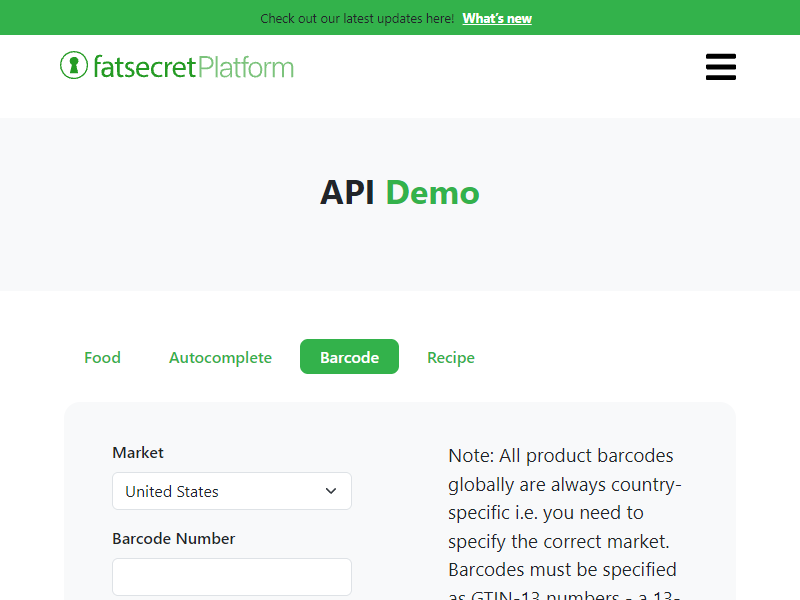 Check out our latest updates here! What's new
fatsecret Platform
API Demo
Food Autocomplete Barcode Recipe
Market
United States
Barcode Number
Note: All product barcodes
globally are always country-
specific i.e. you need to
specify the correct market.
Barcodes must be specified
as GTIN-13 numbers - a 13-